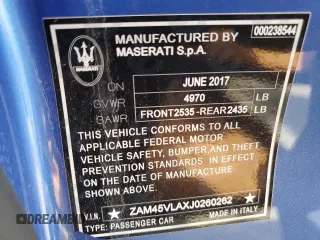 MANUFACTURED BY
MASERATI S.p.A.
000238544
MASERATI
ON JUNE 2017
GVWR 4970 LB
GAWR FRONT2535-REAR2435 LB
THIS VEHICLE CONFORMS TO ALL
APPLICABLE FEDERAL MOTOR
VEHICLE SAFETY, BUMPER,AND THEFT
PREVENTION STANDARDS IN EFFECT
ON THE DATE OF MANUFACTURE
SHOWN ABOVE.
V.I.N. ★ ZAM45VLAXJ0260262 ★
TYPE: PASSENGER CAR
MADE IN ITALY
DEALERSHIP